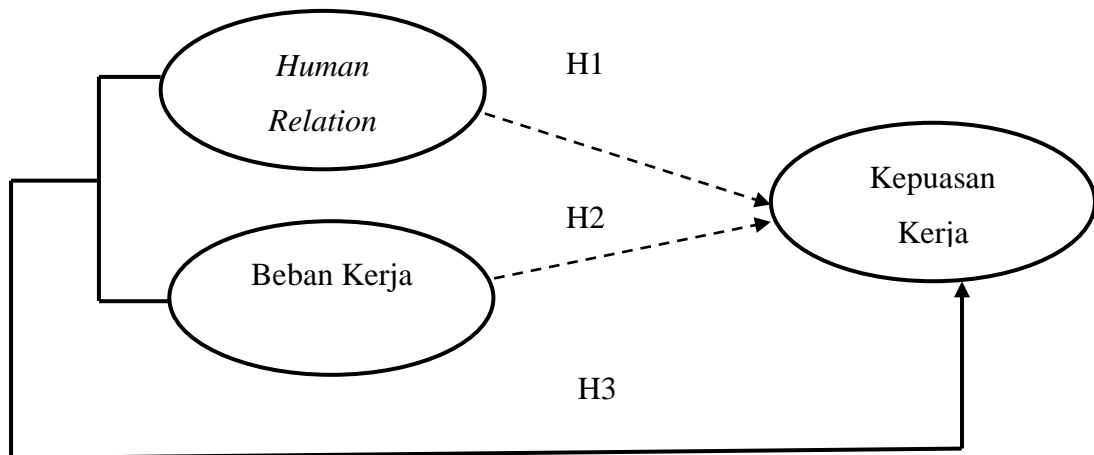 Human
Relation
H1
Kepuasan
Kerja
H2
Beban Kerja
H3